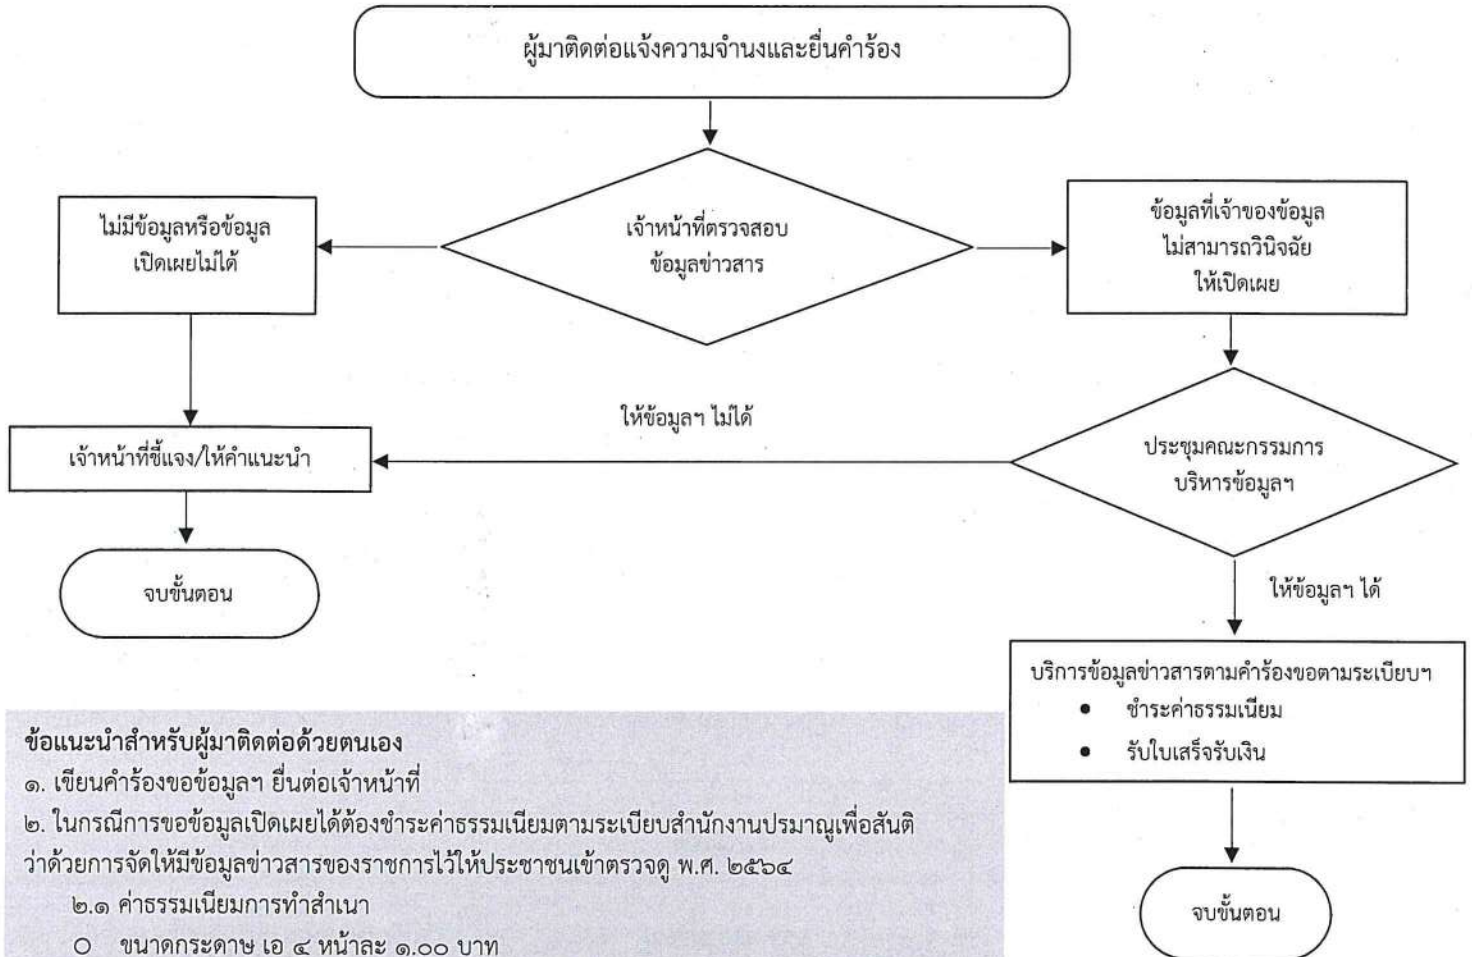 ผู้มาติดต่อแจ้งความจำนงและยื่นคำร้อง
เจ้าหน้าที่ตรวจสอบ
ข้อมูลข่าวสาร
ไม่มีข้อมูลหรือข้อมูล
เปิดเผยไม่ได้
ข้อมูลที่เจ้าของข้อมูล
ไม่สามารถวินิจฉัย
ให้เปิดเผย
ให้ข้อมูลฯ ไม่ได้
เจ้าหน้าที่ชี้แจง/ให้คำแนะนำ
ประชุมคณะกรรมการ
บริหารข้อมูลฯ
จบขั้นตอน
ให้ข้อมูลฯ ได้
บริการข้อมูลข่าวสารตามคำร้องขอตามระเบียบฯ
• ชำระค่าธรรมเนียม
• รับใบเสร็จรับเงิน
จบขั้นตอน
ข้อแนะนำสำหรับผู้มาติดต่อด้วยตนเอง
๑. เขียนคำร้องขอข้อมูลฯ ยื่นต่อเจ้าหน้าที่
๒. ในกรณีการขอข้อมูลเปิดเผยได้ต้องชำระค่าธรรมเนียมตามระเบียบสำนักงานปรมาณูเพื่อสันติ
ว่าด้วยการจัดให้มีข้อมูลข่าวสารของราชการไว้ให้ประชาชนเข้าตรวจดู พ.ศ. ๒๕๖๔
๒.๑ ค่าธรรมเนียมการทำสำเนา
○ ขนาดกระดาษ เอ ๔ หน้าละ ๑.๐๐ บาท